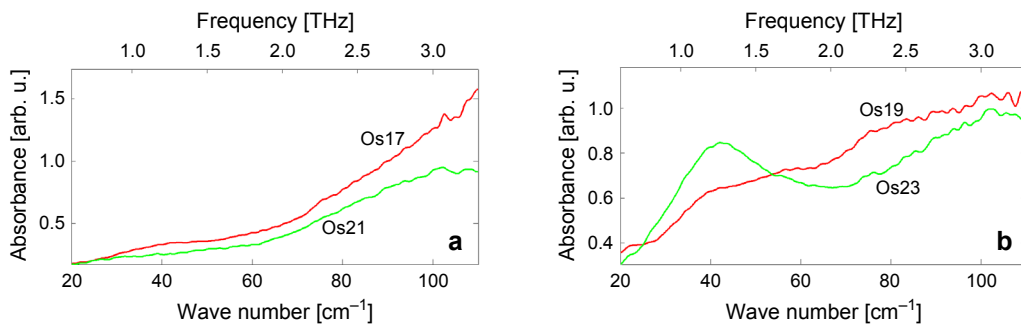 Frequency [THz]
1.0 1.5 2.0 2.5 3.0
Absorbance [arb. u.]
1.5
1.0
0.5
Os17
Os21
a
20 40 60 80 100
Wave number [cm⁻¹]
Frequency [THz]
1.0 1.5 2.0 2.5 3.0
Absorbance [arb. u.]
1.0
0.8
0.6
0.4
Os19
Os23
b
20 40 60 80 100
Wave number [cm⁻¹]